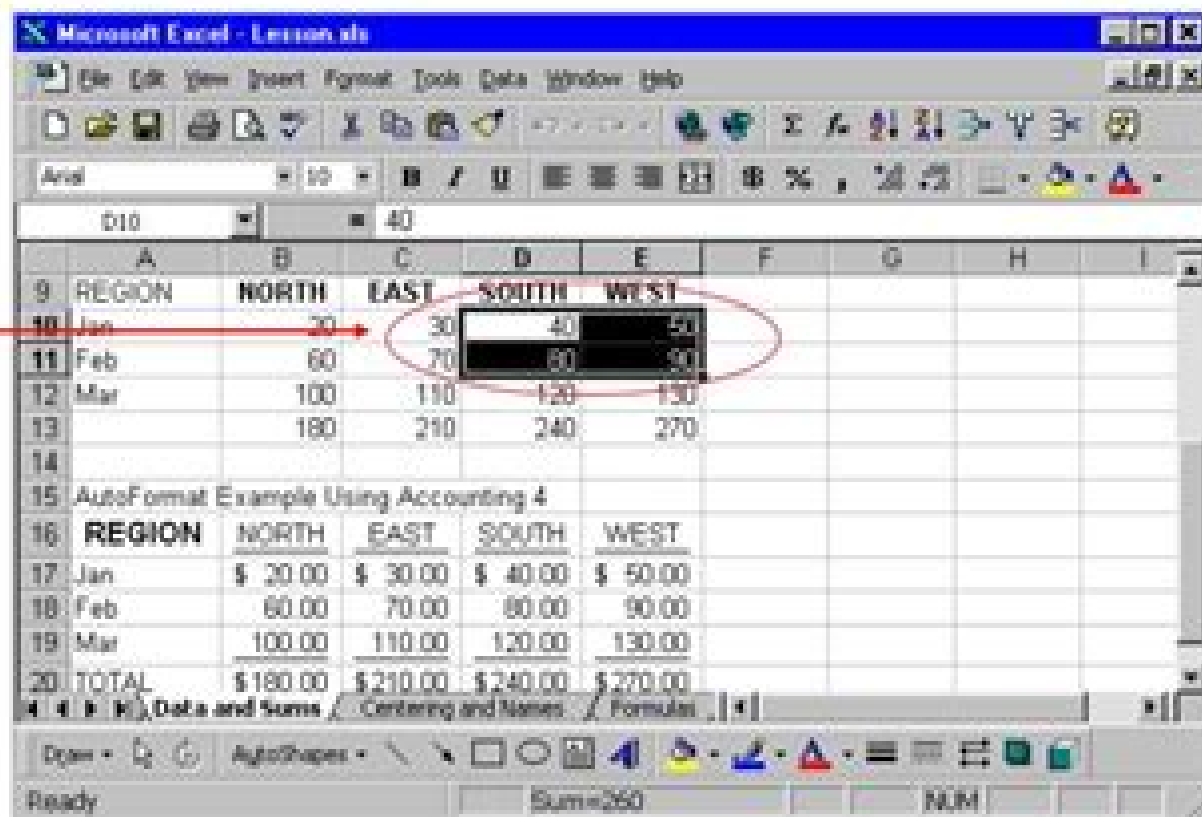 Microsoft Excel - Lesson.xls
File Edit View Insert Format Tools Data Window Help
Arial 10 B I U $ % ,
D10 = 40
A B C D E F G H I
9 REGION NORTH EAST SOUTH WEST
10 Jan 20 30 40 50
11 Feb 60 70 80 90
12 Mar 100 110 120 130
13 180 210 240 270
14
15 AutoFormat Example Using Accounting 4
16 REGION NORTH EAST SOUTH WEST
17 Jan $ 20.00 $ 30.00 $ 40.00 $ 50.00
18 Feb 60.00 70.00 80.00 90.00
19 Mar 100.00 110.00 120.00 130.00
20 TOTAL $180.00 $210.00 $240.00 $270.00
Data and Sums Centering and Names Formulas
Draw AutoShapes
Ready Sum=260 NUM